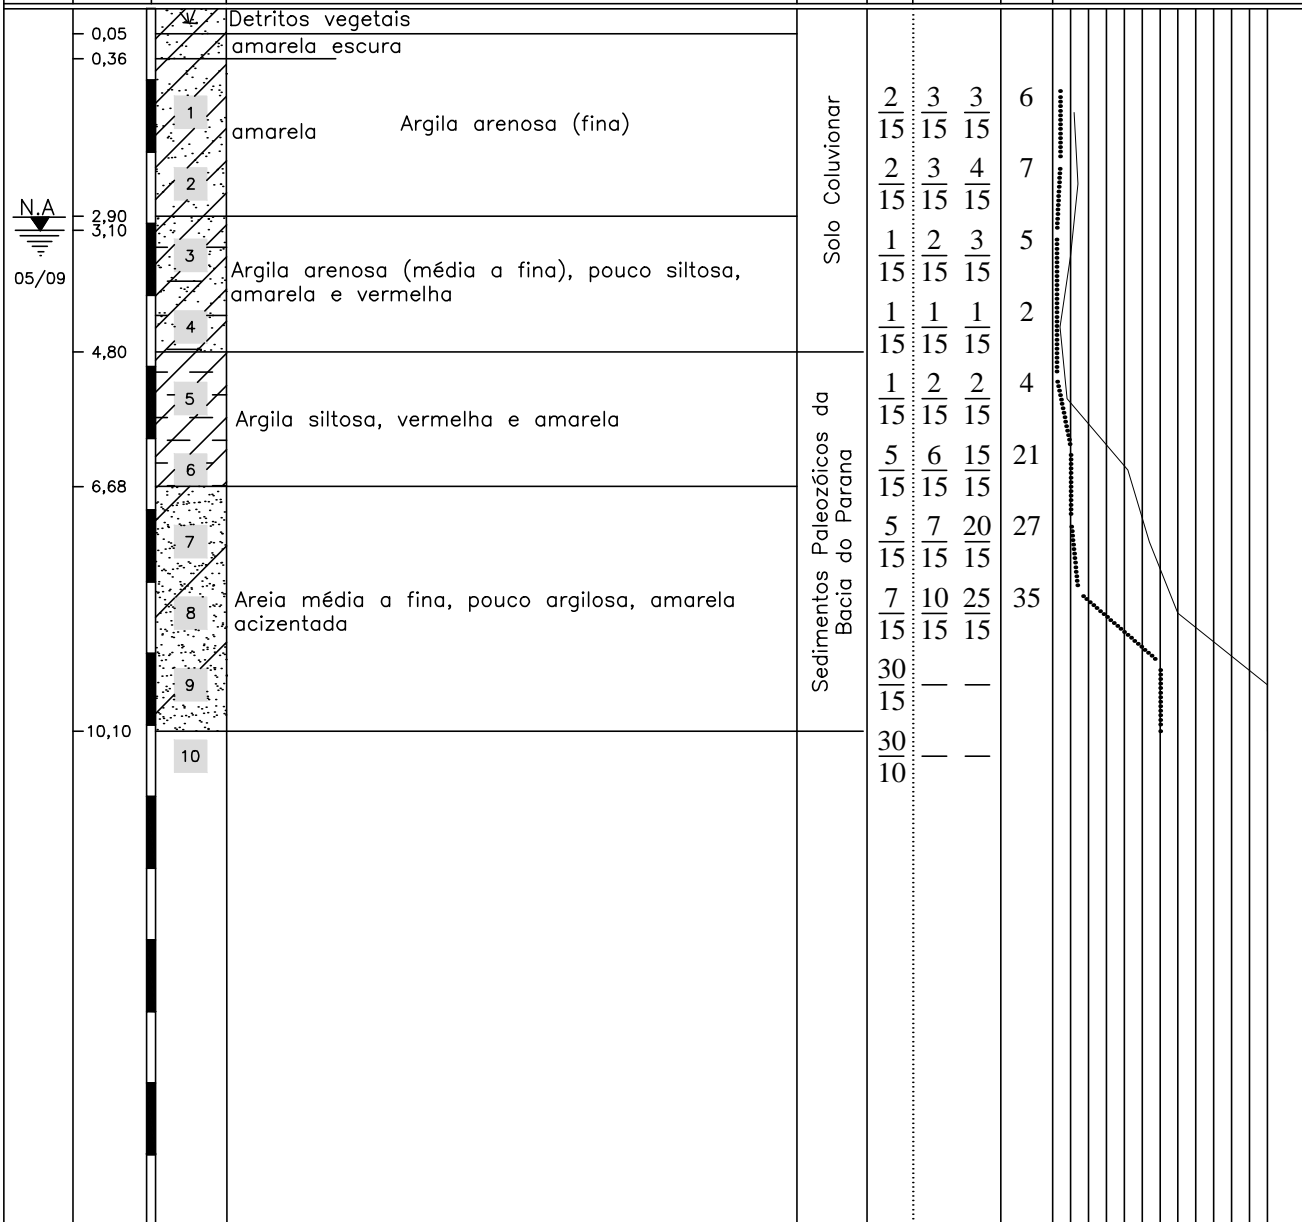 Detritos vegetais
0,05
amarela escura
0,36
1
amarela
Argila arenosa (fina)
2
N.A
2,90
3,10
05/09
3
Argila arenosa (média a fina), pouco siltosa,
amarela e vermelha
4
4,80
5
Argila siltosa, vermelha e amarela
6
6,68
7
8
Areia média a fina, pouco argilosa, amarela
acizentada
9
10,10
10
Solo Coluvionar
Sedimentos Paleozóicos da
Bacia do Parana
2 3 3 6
15 15 15
2 3 4 7
15 15 15
1 2 3 5
15 15 15
1 1 1 2
15 15 15
1 2 2 4
15 15 15
5 6 15 21
15 15 15
5 7 20 27
15 15 15
7 10 25 35
15 15 15
30 — —
15
30 — —
10